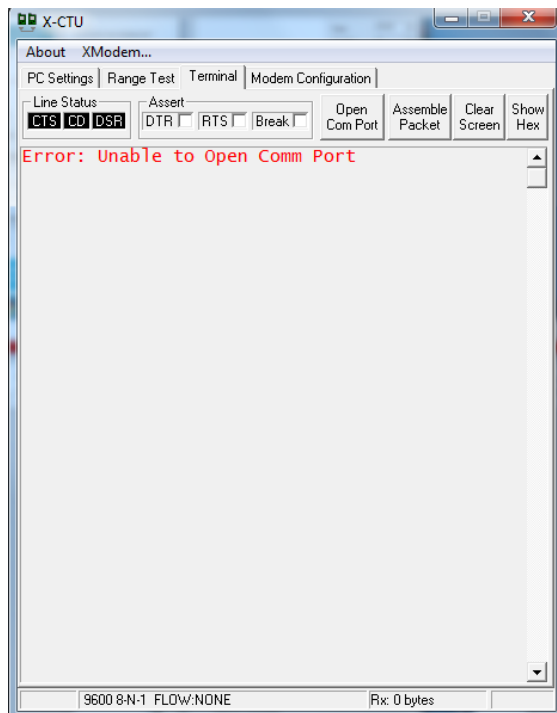 X-CTU
About XModem...
PC Settings Range Test Terminal Modem Configuration
Line Status
CTS CD DSR
Assert
DTR RTS Break
Open
Com Port
Assemble
Packet
Clear
Screen
Show
Hex
Error: Unable to Open Comm Port
9600 8-N-1 FLOW:NONE
Rx: 0 bytes